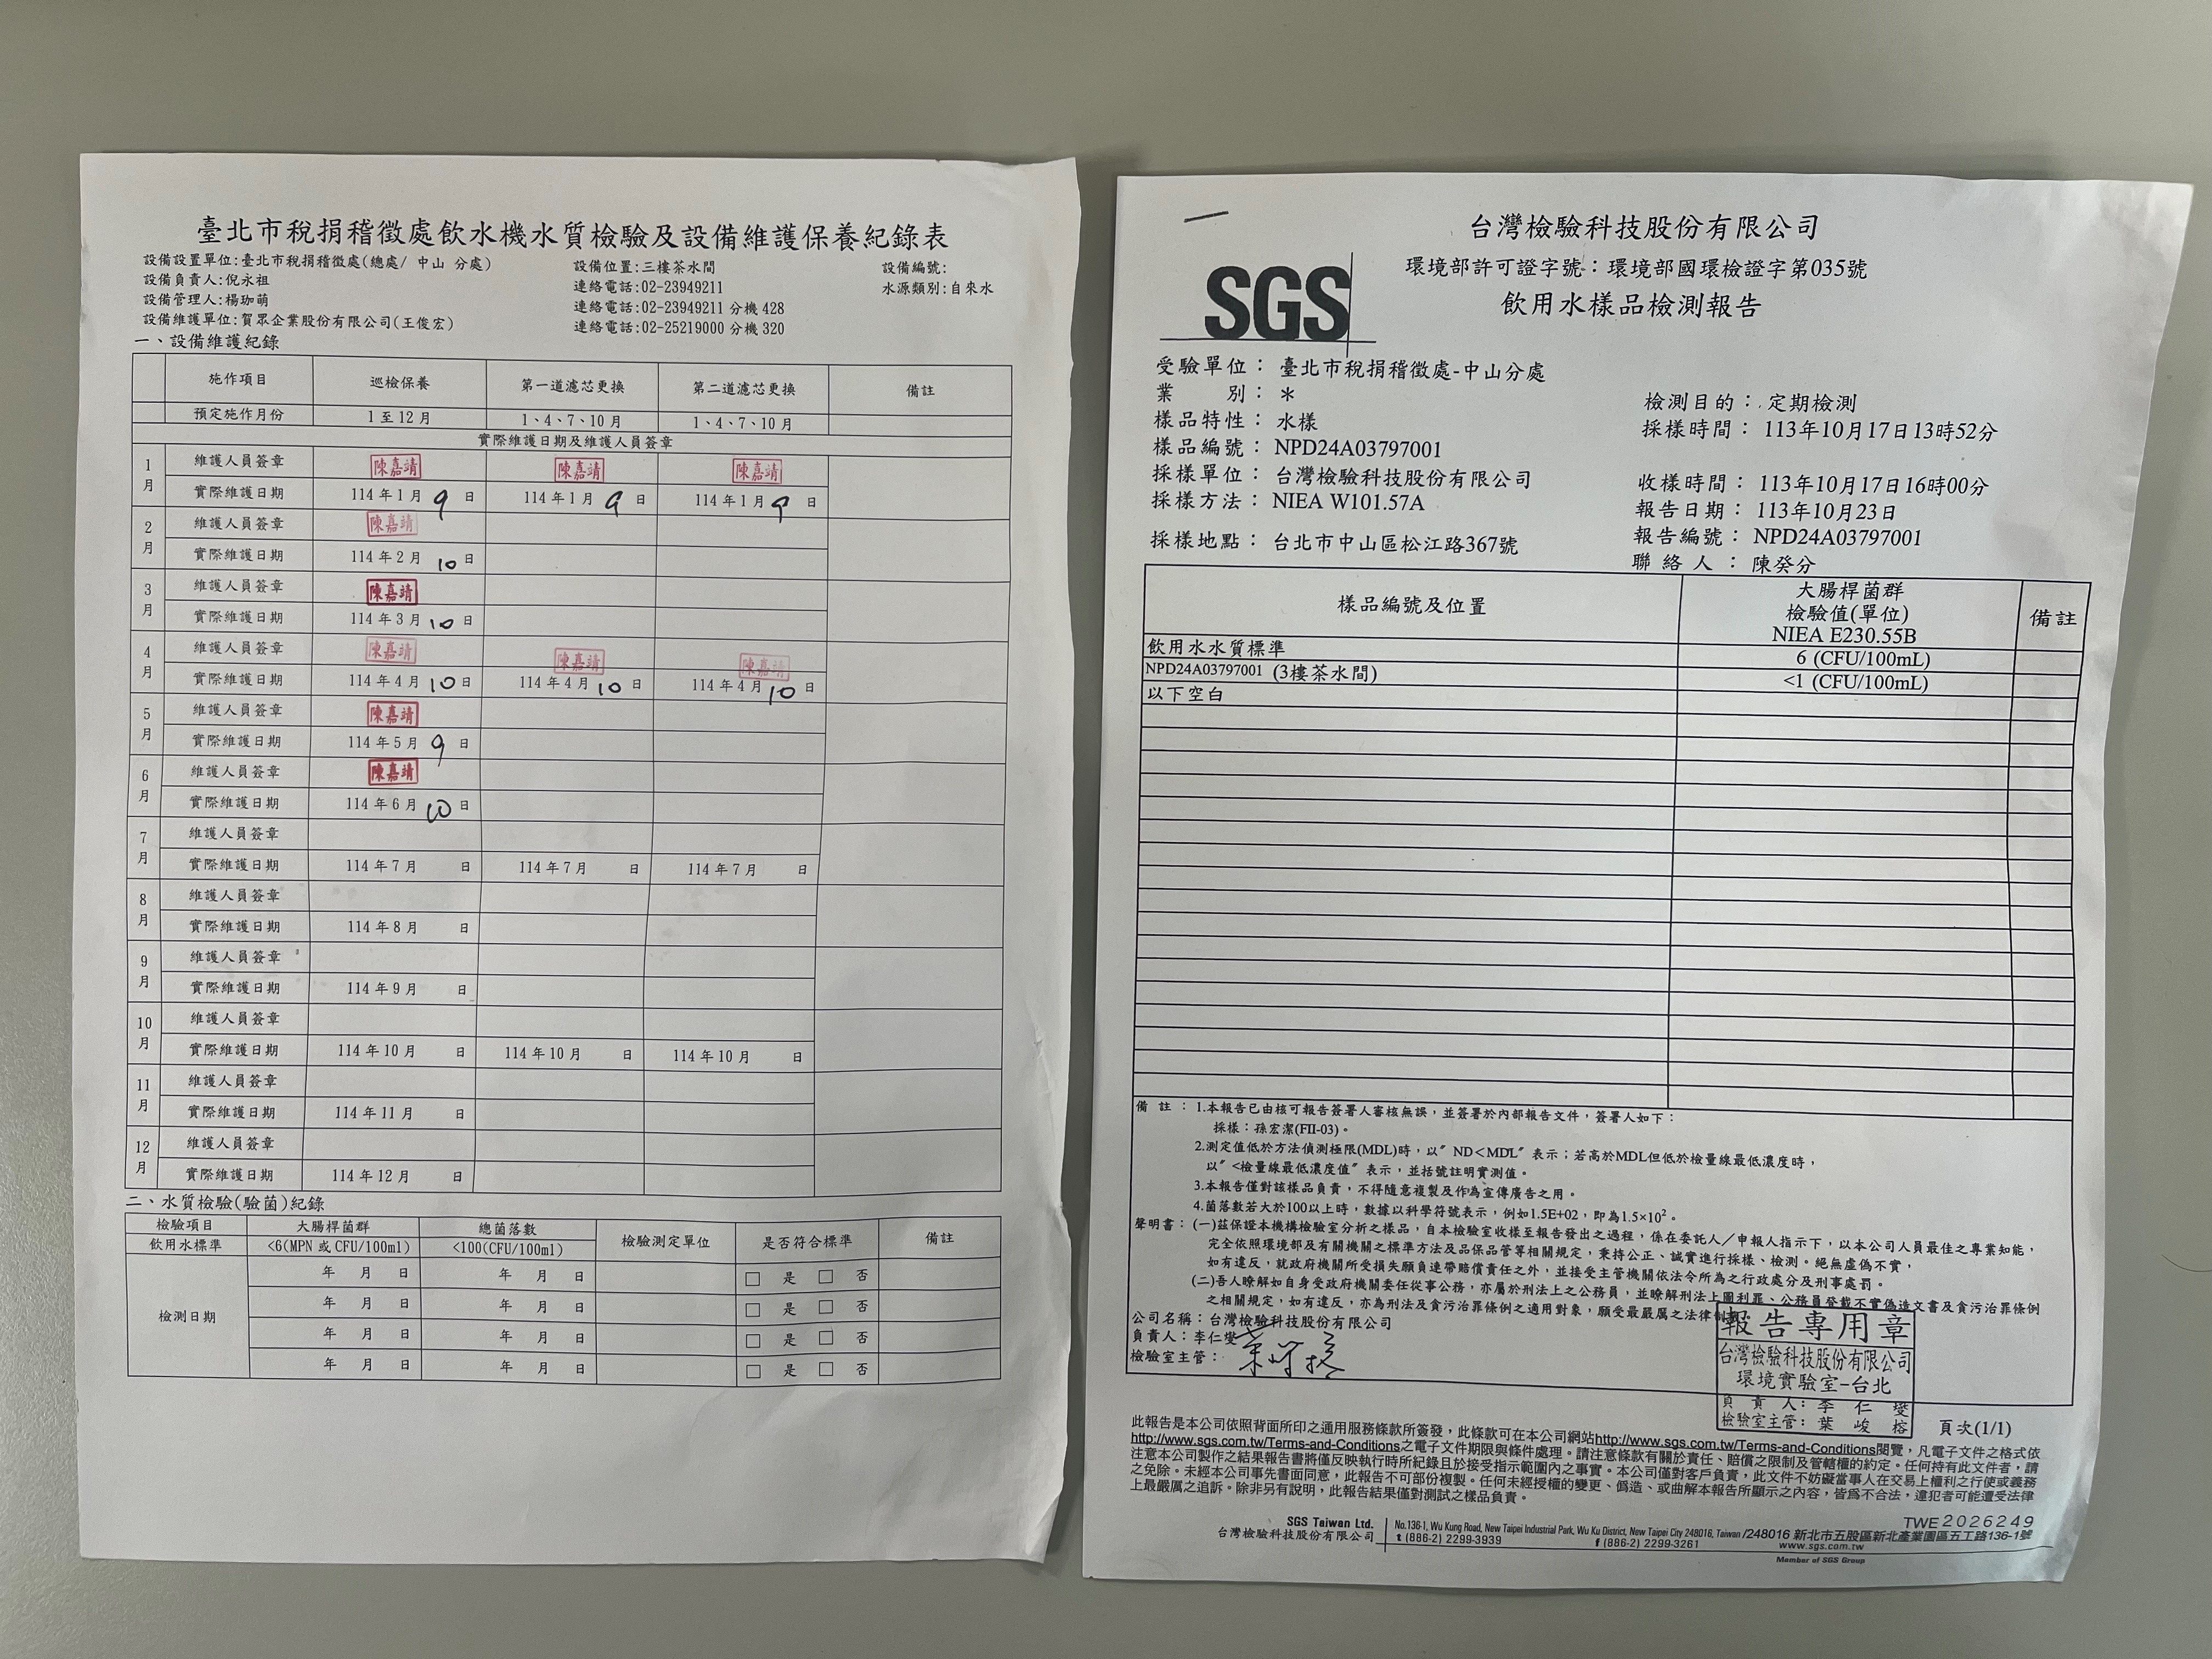 臺北市稅捐稽徵處飲水機水質檢驗及設備維護保養紀錄表
設備設置單位:臺北市稅捐稽徵處(總處/ 中山 分處) 設備位置:三樓茶水間 設備編號:
設備負責人:倪永祖 連絡電話:02-23949211 水源類別:自來水
設備管理人:楊珈萌 連絡電話:02-23949211 分機 428
設備維護單位:賀眾企業股份有限公司(王俊宏) 連絡電話:02-25219000 分機 320
一、設備維護紀錄
施作項目 巡檢保養 第一道濾芯更換 第二道濾芯更換 備註
預定施作月份 1 至 12 月 1、4、7、10 月 1、4、7、10 月
實際維護日期及維護人員簽章
1月 維護人員簽章 陳嘉靖 陳嘉靖 陳嘉靖
實際維護日期 114 年 1 月 9 日 114 年 1 月 9 日 114 年 1 月 9 日
2月 維護人員簽章 陳嘉靖
實際維護日期 114 年 2 月 10 日
3月 維護人員簽章 陳嘉靖
實際維護日期 114 年 3 月 10 日
4月 維護人員簽章 陳嘉靖 陳嘉靖 陳嘉靖
實際維護日期 114 年 4 月 10 日 114 年 4 月 10 日 114 年 4 月 10 日
5月 維護人員簽章 陳嘉靖
實際維護日期 114 年 5 月 9 日
6月 維護人員簽章 陳嘉靖
實際維護日期 114 年 6 月 10 日
7月 維護人員簽章
實際維護日期 114 年 7 月 日 114 年 7 月 日 114 年 7 月 日
8月 維護人員簽章
實際維護日期 114 年 8 月 日
9月 維護人員簽章
實際維護日期 114 年 9 月 日
10月 維護人員簽章
實際維護日期 114 年 10 月 日 114 年 10 月 日 114 年 10 月 日
11月 維護人員簽章
實際維護日期 114 年 11 月 日
12月 維護人員簽章
實際維護日期 114 年 12 月 日
二、水質檢驗(驗菌)紀錄
檢驗項目 大腸桿菌群 總菌落數 檢驗測定單位 是否符合標準 備註
飲用水標準 <6(MPN 或 CFU/100ml) <100(CFU/100ml)
檢測日期 年 月 日 年 月 日 □ 是 □ 否
年 月 日 年 月 日 □ 是 □ 否
年 月 日 年 月 日 □ 是 □ 否
年 月 日 年 月 日 □ 是 □ 否
台灣檢驗科技股份有限公司
SGS
環境部許可證字號：環境部國環檢證字第035號
飲用水樣品檢測報告
受驗單位： 臺北市稅捐稽徵處-中山分處
業 別： ＊ 檢測目的：定期檢測
樣品特性： 水樣 採樣時間： 113年10月17日13時52分
樣品編號： NPD24A03797001
採樣單位： 台灣檢驗科技股份有限公司 收樣時間： 113年10月17日16時00分
採樣方法： NIEA W101.57A 報告日期： 113年10月23日
採樣地點： 台北市中山區松江路367號 報告編號： NPD24A03797001
聯 絡 人 ： 陳癸分
樣品編號及位置 大腸桿菌群 備註
檢驗值(單位)
NIEA E230.55B
飲用水水質標準 6 (CFU/100mL)
NPD24A03797001 (3樓茶水間) <1 (CFU/100mL)
以下空白
備 註 ：1.本報告已由核可報告簽署人審核無誤，並簽署於內部報告文件，簽署人如下：
採樣：孫宏潔(FII-03)。
2.測定值低於方法偵測極限(MDL)時，以″ND＜MDL″表示；若高於MDL但低於檢量線最低濃度時，
以″<檢量線最低濃度值″表示，並括號註明實測值。
3.本報告僅對該樣品負責，不得隨意複製及作為宣傳廣告之用。
4.菌落數若大於100以上時，數據以科學符號表示，例如1.5E+02，即為1.5×10²。
聲明書：(一)茲保證本機構檢驗室分析之樣品，自本檢驗室收樣至報告發出之過程，係在委託人／申報人指示下，以本公司人員最佳之專業知能，
完全依照環境部及有關機關之標準方法及品保品管等相關規定，秉持公正、誠實進行採樣、檢測。絕無虛偽不實，
如有違反，就政府機關所受損失願負連帶賠償責任之外，並接受主管機關依法令所為之行政處分及刑事處罰。
(二)吾人瞭解如自身受政府機關委任從事公務，亦屬於刑法上之公務員，並瞭解刑法上圖利罪、公務員登載不實偽造文書及貪污治罪條例
之相關規定，如有違反，亦為刑法及貪污治罪條例之適用對象，願受最嚴厲之法律制
公司名稱：台灣檢驗科技股份有限公司
負責人：李仁燮
檢驗室主管：
報告專用章
台灣檢驗科技股份有限公司
環境實驗室-台北
負 責 人：李 仁 燮
檢驗室主管：葉 峻 榕
頁次(1/1)
此報告是本公司依照背面所印之通用服務條款所簽發，此條款可在本公司網站http://www.sgs.com.tw/Terms-and-Conditions閱覽，凡電子文件之格式依
http://www.sgs.com.tw/Terms-and-Conditions之電子文件期限與條件處理。請注意條款有關於責任、賠償之限制及管轄權的約定。任何持有此文件者，請
注意本公司製作之結果報告書將僅反映執行時所紀錄且於接受指示範圍內之事實。本公司僅對客戶負責，此文件不妨礙當事人在交易上權利之行使或義務
之免除。未經本公司事先書面同意，此報告不可部份複製。任何未經授權的變更、偽造、或曲解本報告所顯示之內容，皆為不合法，違犯者可能遭受法律
上最嚴厲之追訴。除非另有說明，此報告結果僅對測試之樣品負責。
TWE 2026249
SGS Taiwan Ltd. No.136-1, Wu Kung Road, New Taipei Industrial Park, Wu Ku District, New Taipei City 248016, Taiwan /248016 新北市五股區新北產業園區五工路136-1號
台灣檢驗科技股份有限公司 t (886-2) 2299-3939 f (886-2) 2299-3261 www.sgs.com.tw
Member of SGS Group